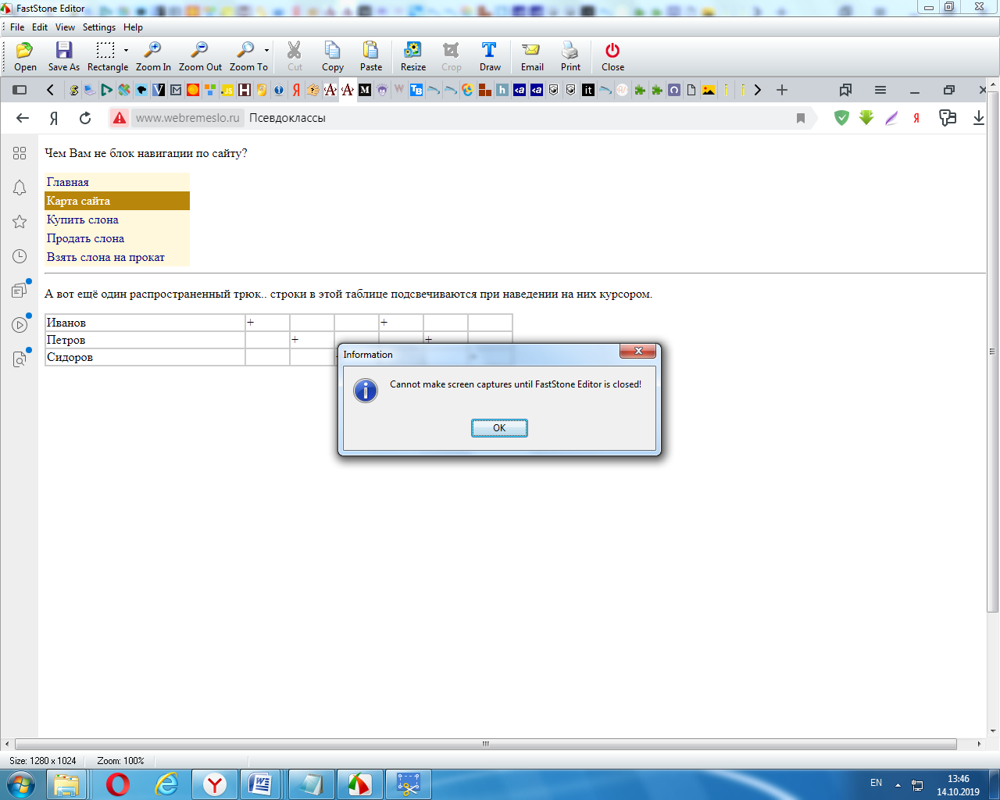 FastStone Editor
File Edit View Settings Help
Open Save As Rectangle Zoom In Zoom Out Zoom To Cut Copy Paste Resize Crop Draw Email Print Close
www.webremeslo.ru Псевдоклассы
Чем Вам не блок навигации по сайту?
Главная
Карта сайта
Купить слона
Продать слона
Взять слона на прокат
А вот ещё один распространенный трюк.. строки в этой таблице подсвечиваются при наведении на них курсором.
Иванов + +
Петров + +
Сидоров
Information
Cannot make screen captures until FastStone Editor is closed!
OK
Size: 1280 x 1024 Zoom: 100%
EN 13:46
14.10.2019